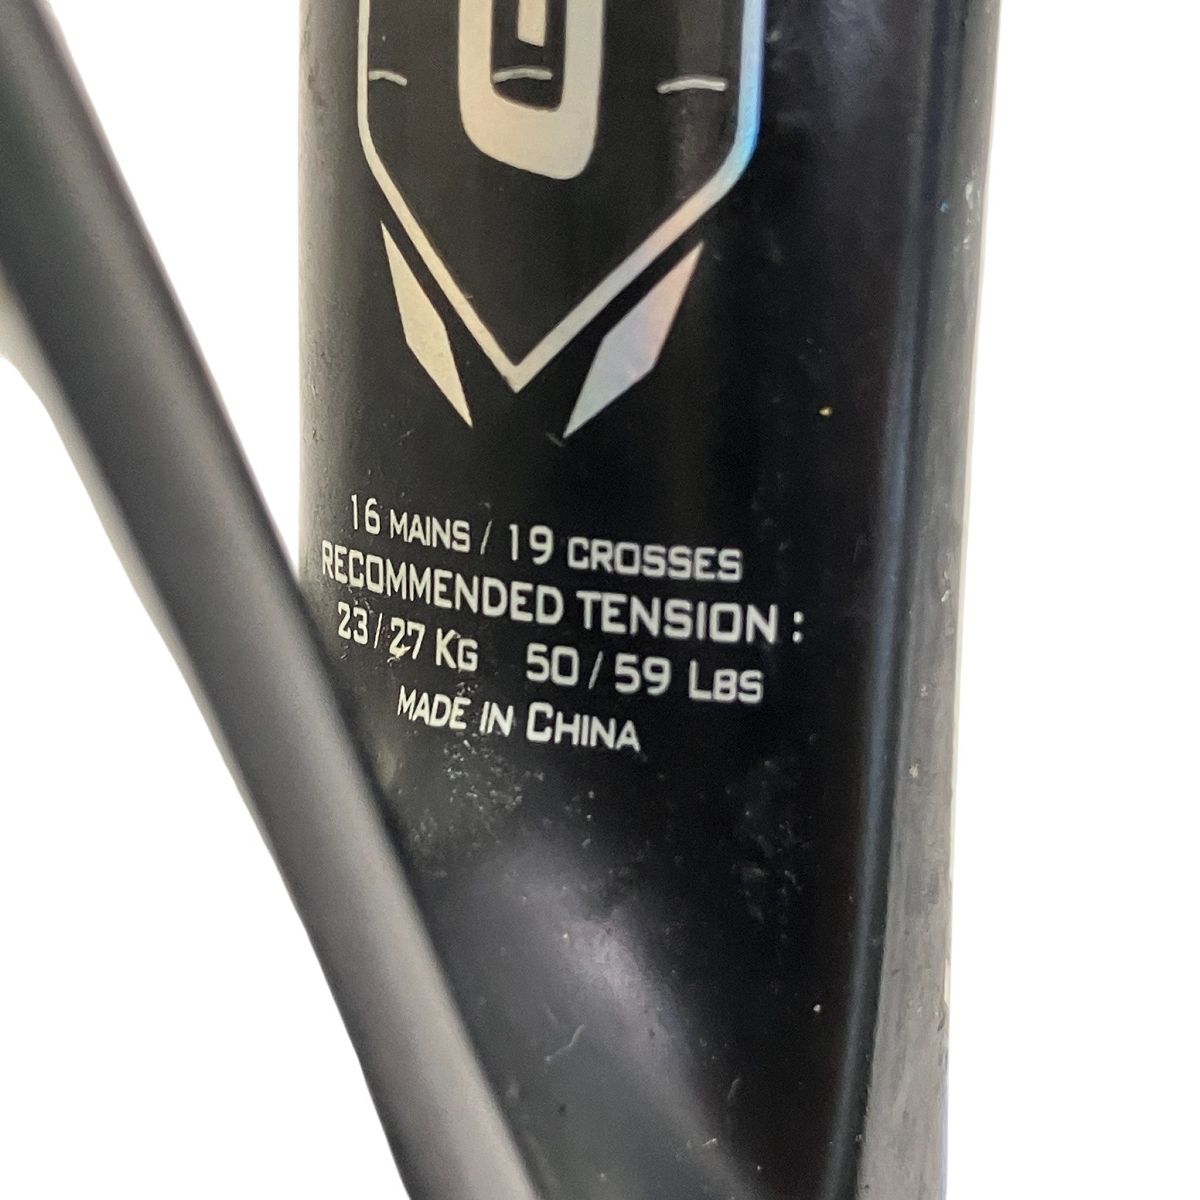 16 MAINS / 19 CROSSES
RECOMMENDED TENSION :
23 / 27 KG 50 / 59 LBS
MADE IN CHINA